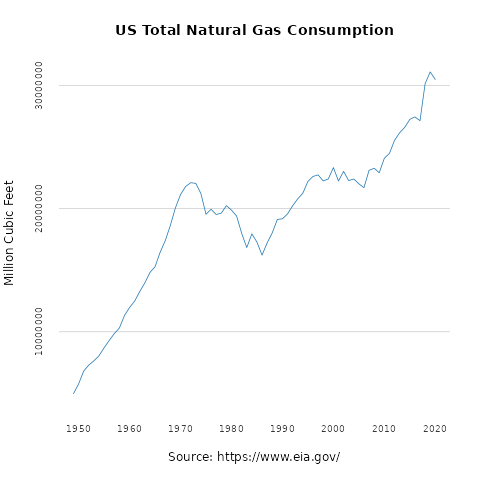 US Total Natural Gas Consumption
Million Cubic Feet
30000000
20000000
10000000
1950 1960 1970 1980 1990 2000 2010 2020
Source: https://www.eia.gov/